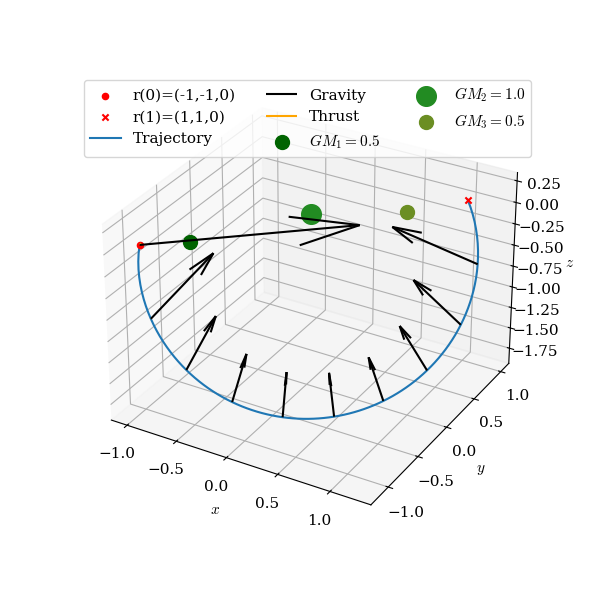 r(0)=(-1,-1,0)
r(1)=(1,1,0)
Trajectory
Gravity
Thrust
GM₁ = 0.5
GM₂ = 1.0
GM₃ = 0.5
0.25
0.00
−0.25
−0.50
−0.75
−1.00
−1.25
−1.50
−1.75
z
1.0
0.5
0.0
−0.5
−1.0
y
−1.0
−0.5
0.0
0.5
1.0
x